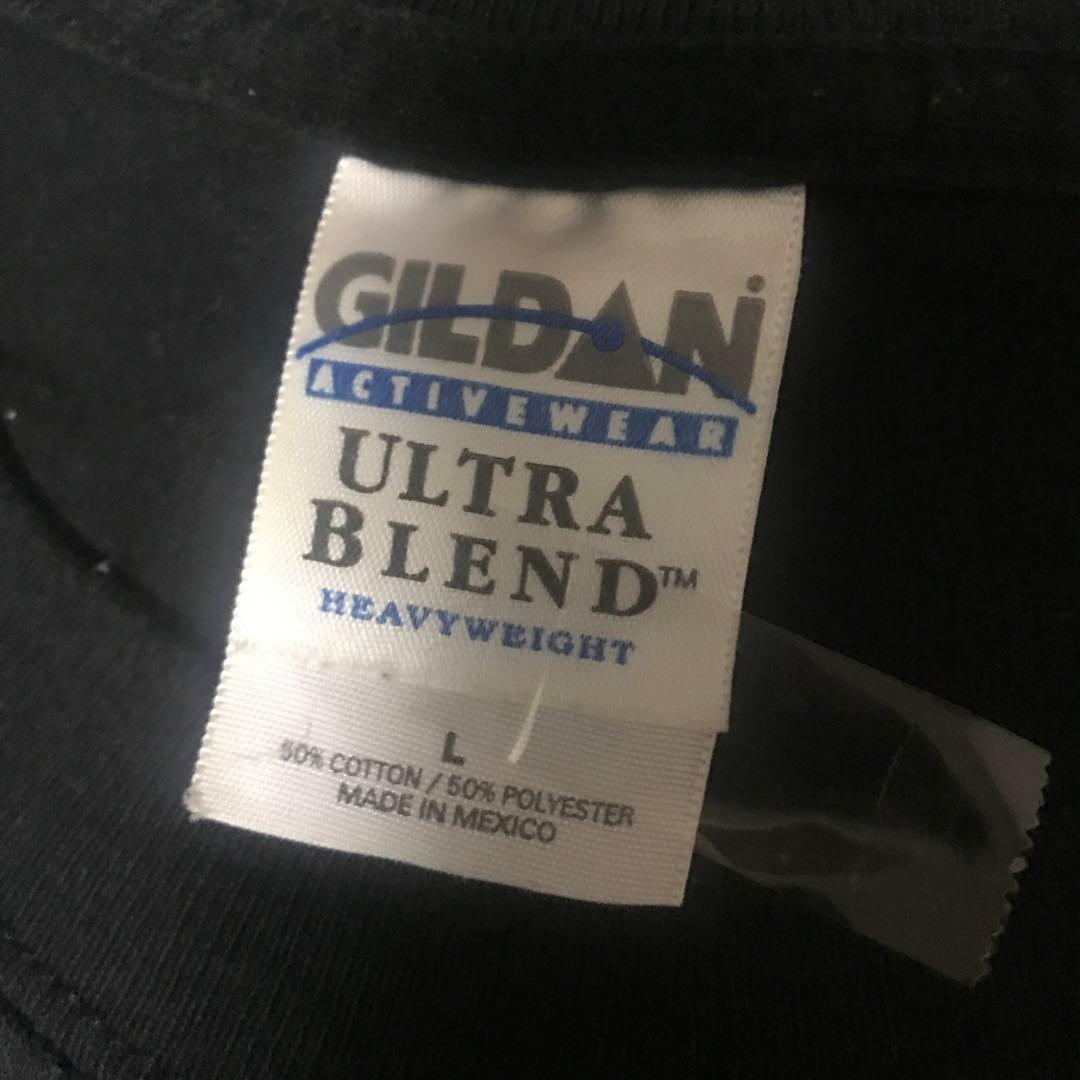 GILDAN
ACTIVEWEAR
ULTRA
BLEND™
HEAVYWEIGHT
L
50% COTTON / 50% POLYESTER
MADE IN MEXICO